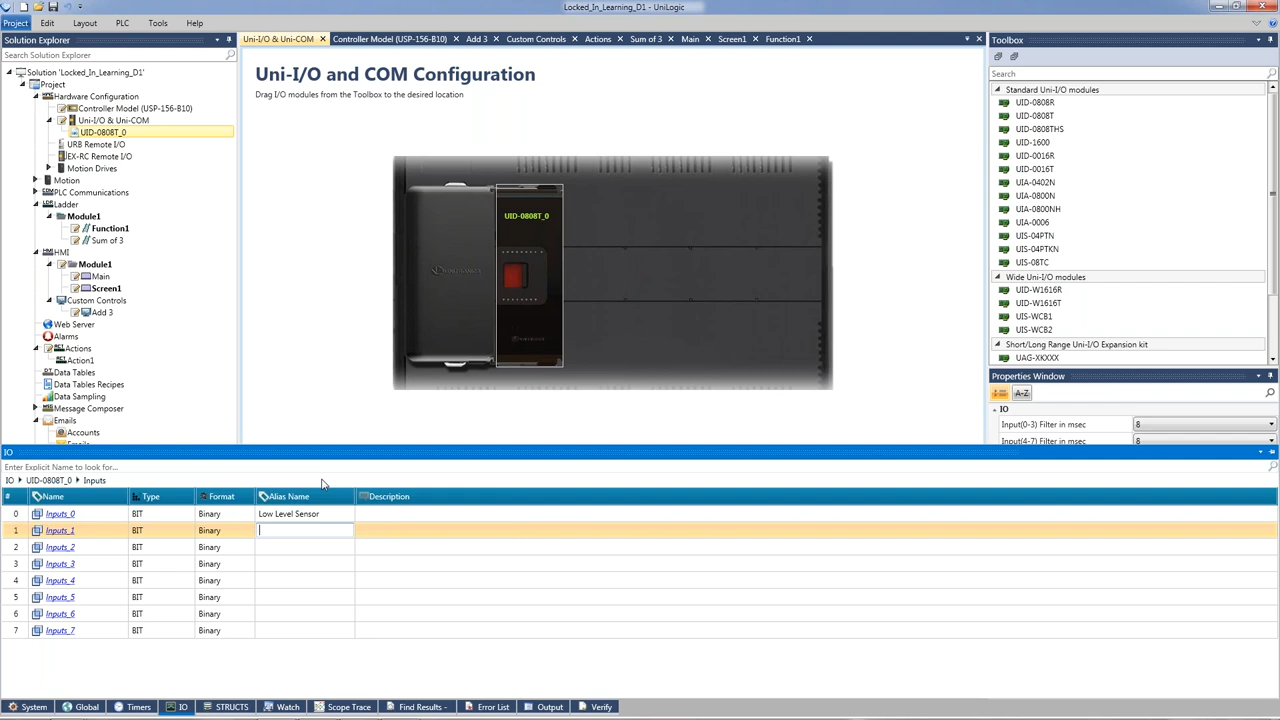 Locked_In_Learning_D1 - UniLogic
Project Edit Layout PLC Tools Help
Solution Explorer
Search Solution Explorer
Solution 'Locked_In_Learning_D1'
Project
Hardware Configuration
Controller Model (USP-156-B10)
Uni-I/O & Uni-COM
UID-0808T_0
URB Remote I/O
EX-RC Remote I/O
Motion Drives
Motion
PLC Communications
Ladder
Module1
Function1
Sum of 3
HMI
Module1
Main
Screen1
Custom Controls
Add 3
Web Server
Alarms
Actions
Action1
Data Tables
Data Tables Recipes
Data Sampling
Message Composer
Emails
Accounts
Uni-I/O & Uni-COM Controller Model (USP-156-B10) Add 3 Custom Controls Actions Sum of 3 Main Screen1 Function1
Uni-I/O and COM Configuration
Drag I/O modules from the Toolbox to the desired location
UID-0808T_0
Toolbox
Search
Standard Uni-I/O modules
UID-0808R
UID-0808T
UID-0808THS
UID-1600
UID-0016R
UID-0016T
UIA-0402N
UIA-0800N
UIA-0800NH
UIA-0006
UIS-04PTN
UIS-04PTKN
UIS-08TC
Wide Uni-I/O modules
UID-W1616R
UID-W1616T
UIS-WCB1
UIS-WCB2
Short/Long Range Uni-I/O Expansion kit
UAG-XKXXXX
Properties Window
A-Z
IO
Input(0-3) Filter in msec 8
Input(4-7) Filter in msec 8
IO
Enter Explicit Name to look for...
IO UID-0808T_0 Inputs
# Name Type Format Alias Name Description
0 Inputs_0 BIT Binary Low Level Sensor
1 Inputs_1 BIT Binary
2 Inputs_2 BIT Binary
3 Inputs_3 BIT Binary
4 Inputs_4 BIT Binary
5 Inputs_5 BIT Binary
6 Inputs_6 BIT Binary
7 Inputs_7 BIT Binary
System Global Timers IO STRUCTS Watch Scope Trace Find Results - Error List Output Verify